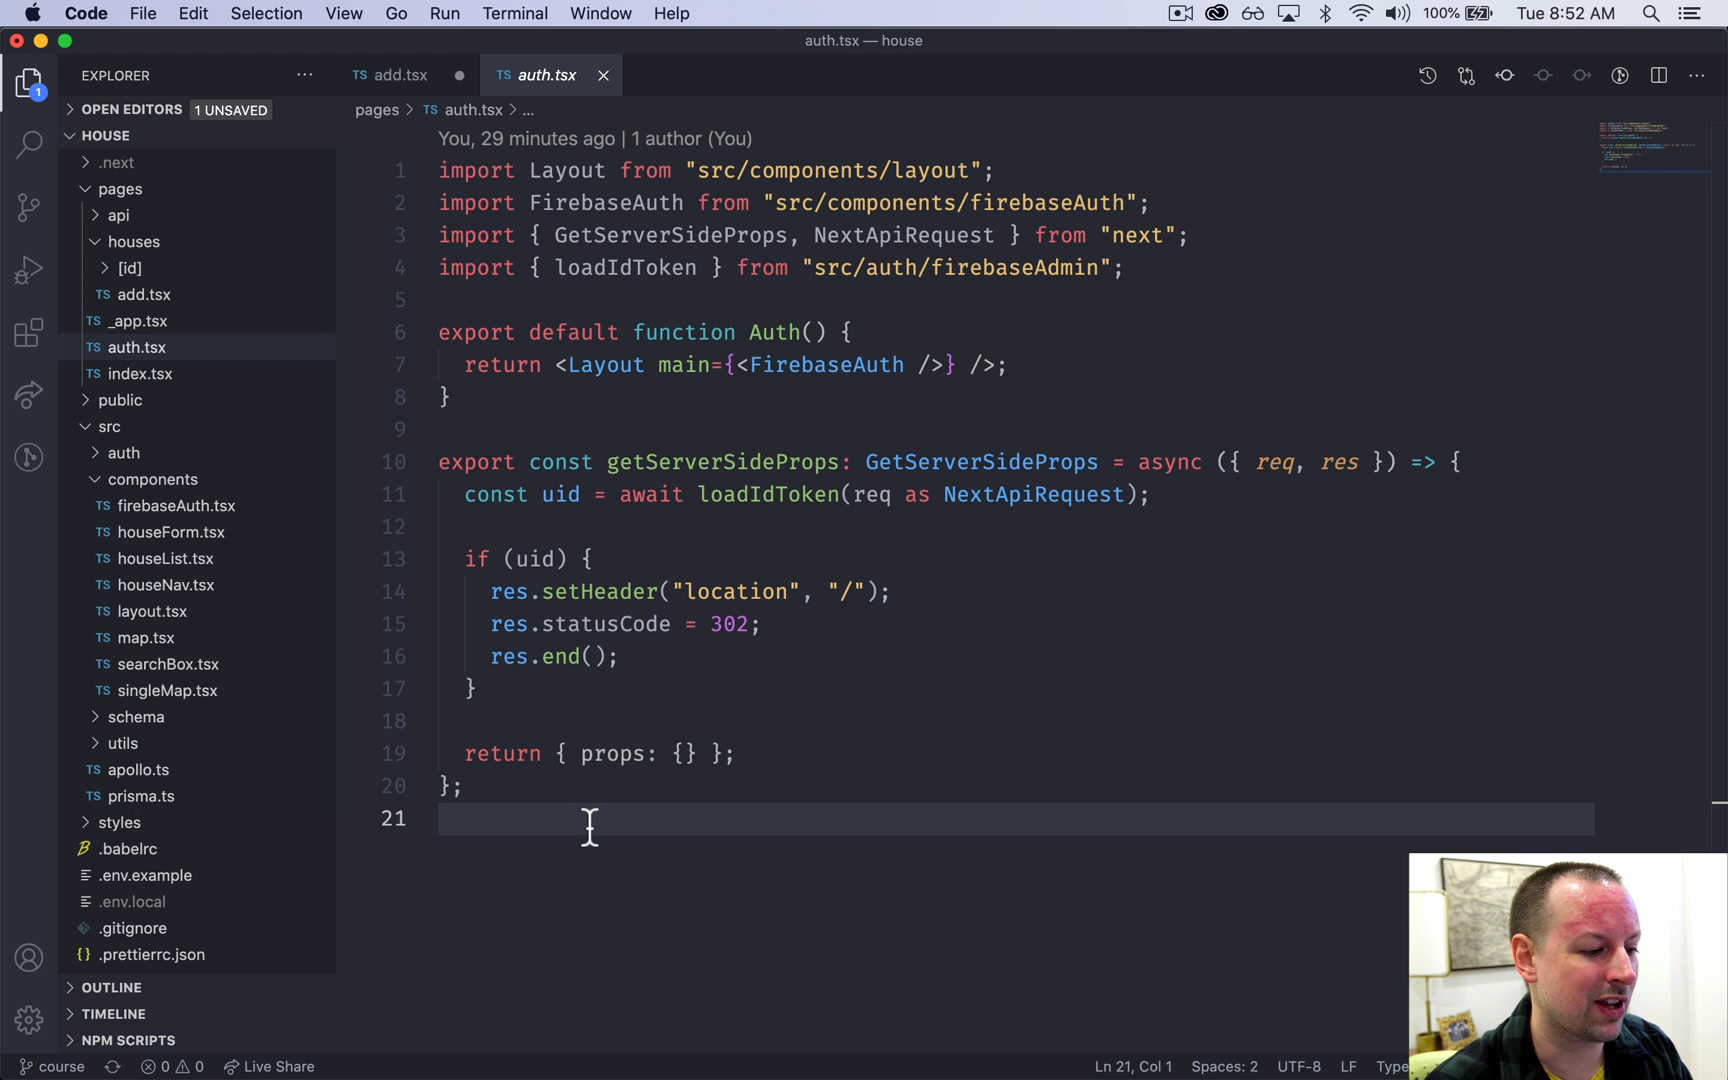 Code File Edit Selection View Go Run Terminal Window Help 100% Tue 8:52 AM
auth.tsx — house
EXPLORER
TS add.tsx
TS auth.tsx
OPEN EDITORS 1 UNSAVED
pages > TS auth.tsx > ...
HOUSE
.next
pages
api
houses
[id]
TS add.tsx
TS _app.tsx
TS auth.tsx
TS index.tsx
public
src
auth
components
TS firebaseAuth.tsx
TS houseForm.tsx
TS houseList.tsx
TS houseNav.tsx
TS layout.tsx
TS map.tsx
TS searchBox.tsx
TS singleMap.tsx
schema
utils
TS apollo.ts
TS prisma.ts
styles
.babelrc
.env.example
.env.local
.gitignore
{} .prettierrc.json
OUTLINE
TIMELINE
NPM SCRIPTS
You, 29 minutes ago | 1 author (You)
1 import Layout from "src/components/layout";
2 import FirebaseAuth from "src/components/firebaseAuth";
3 import { GetServerSideProps, NextApiRequest } from "next";
4 import { loadIdToken } from "src/auth/firebaseAdmin";
5
6 export default function Auth() {
7 return <Layout main={<FirebaseAuth />} />;
8 }
9
10 export const getServerSideProps: GetServerSideProps = async ({ req, res }) => {
11 const uid = await loadIdToken(req as NextApiRequest);
12
13 if (uid) {
14 res.setHeader("location", "/");
15 res.statusCode = 302;
16 res.end();
17 }
18
19 return { props: {} };
20 };
21
1
course 0 0 Live Share Ln 21, Col 1 Spaces: 2 UTF-8 LF Type